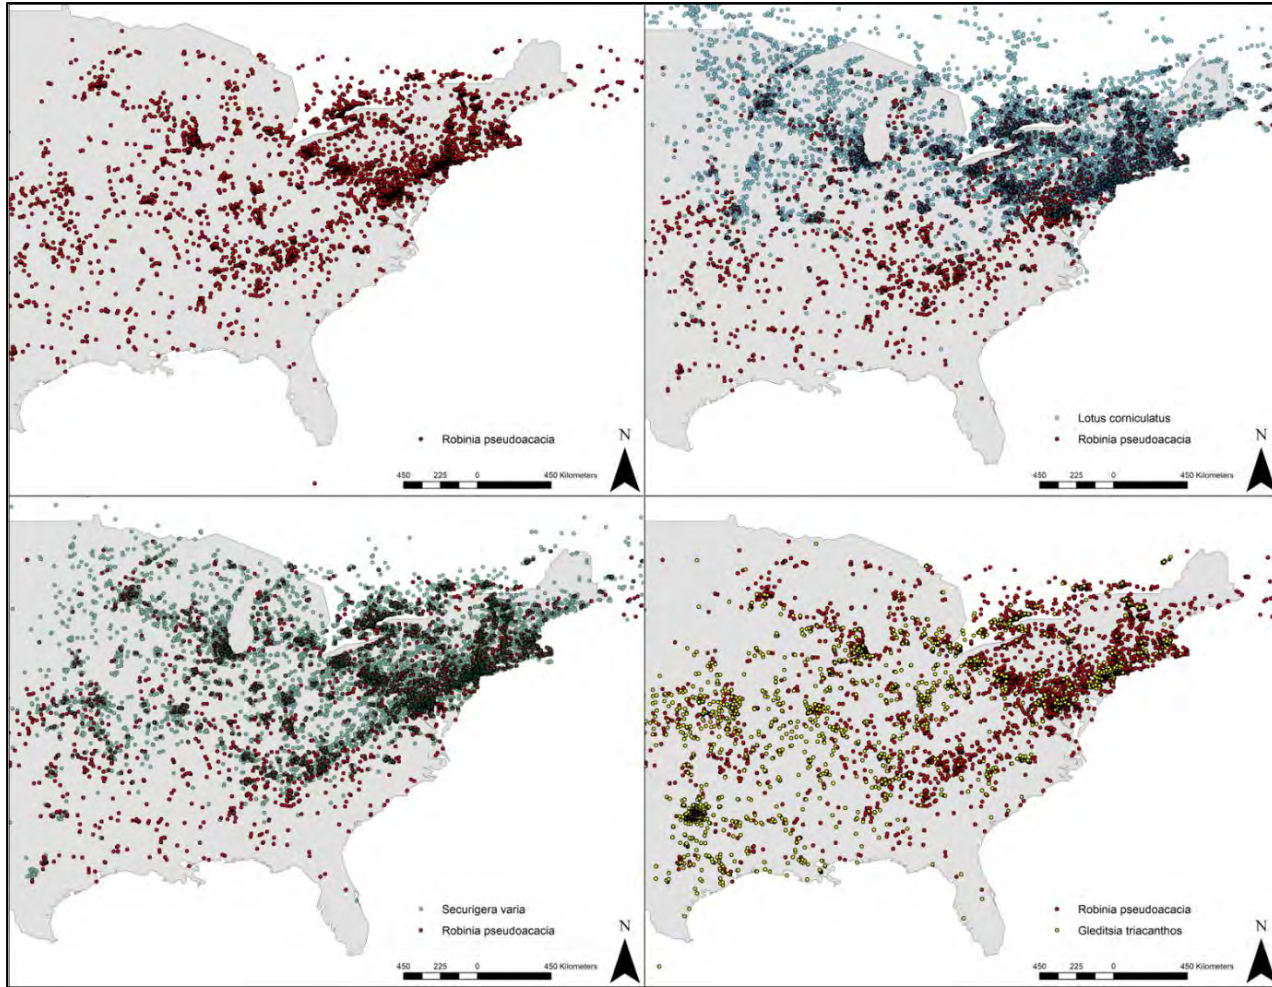 N
Robinia pseudoacacia
450 225 0 450 Kilometers
N
Lotus corniculatus
Robinia pseudoacacia
450 225 0 450 Kilometers
N
Securigera varia
Robinia pseudoacacia
450 225 0 450 Kilometers
N
Robinia pseudoacacia
Gleditsia triacanthos
450 225 0 450 Kilometers